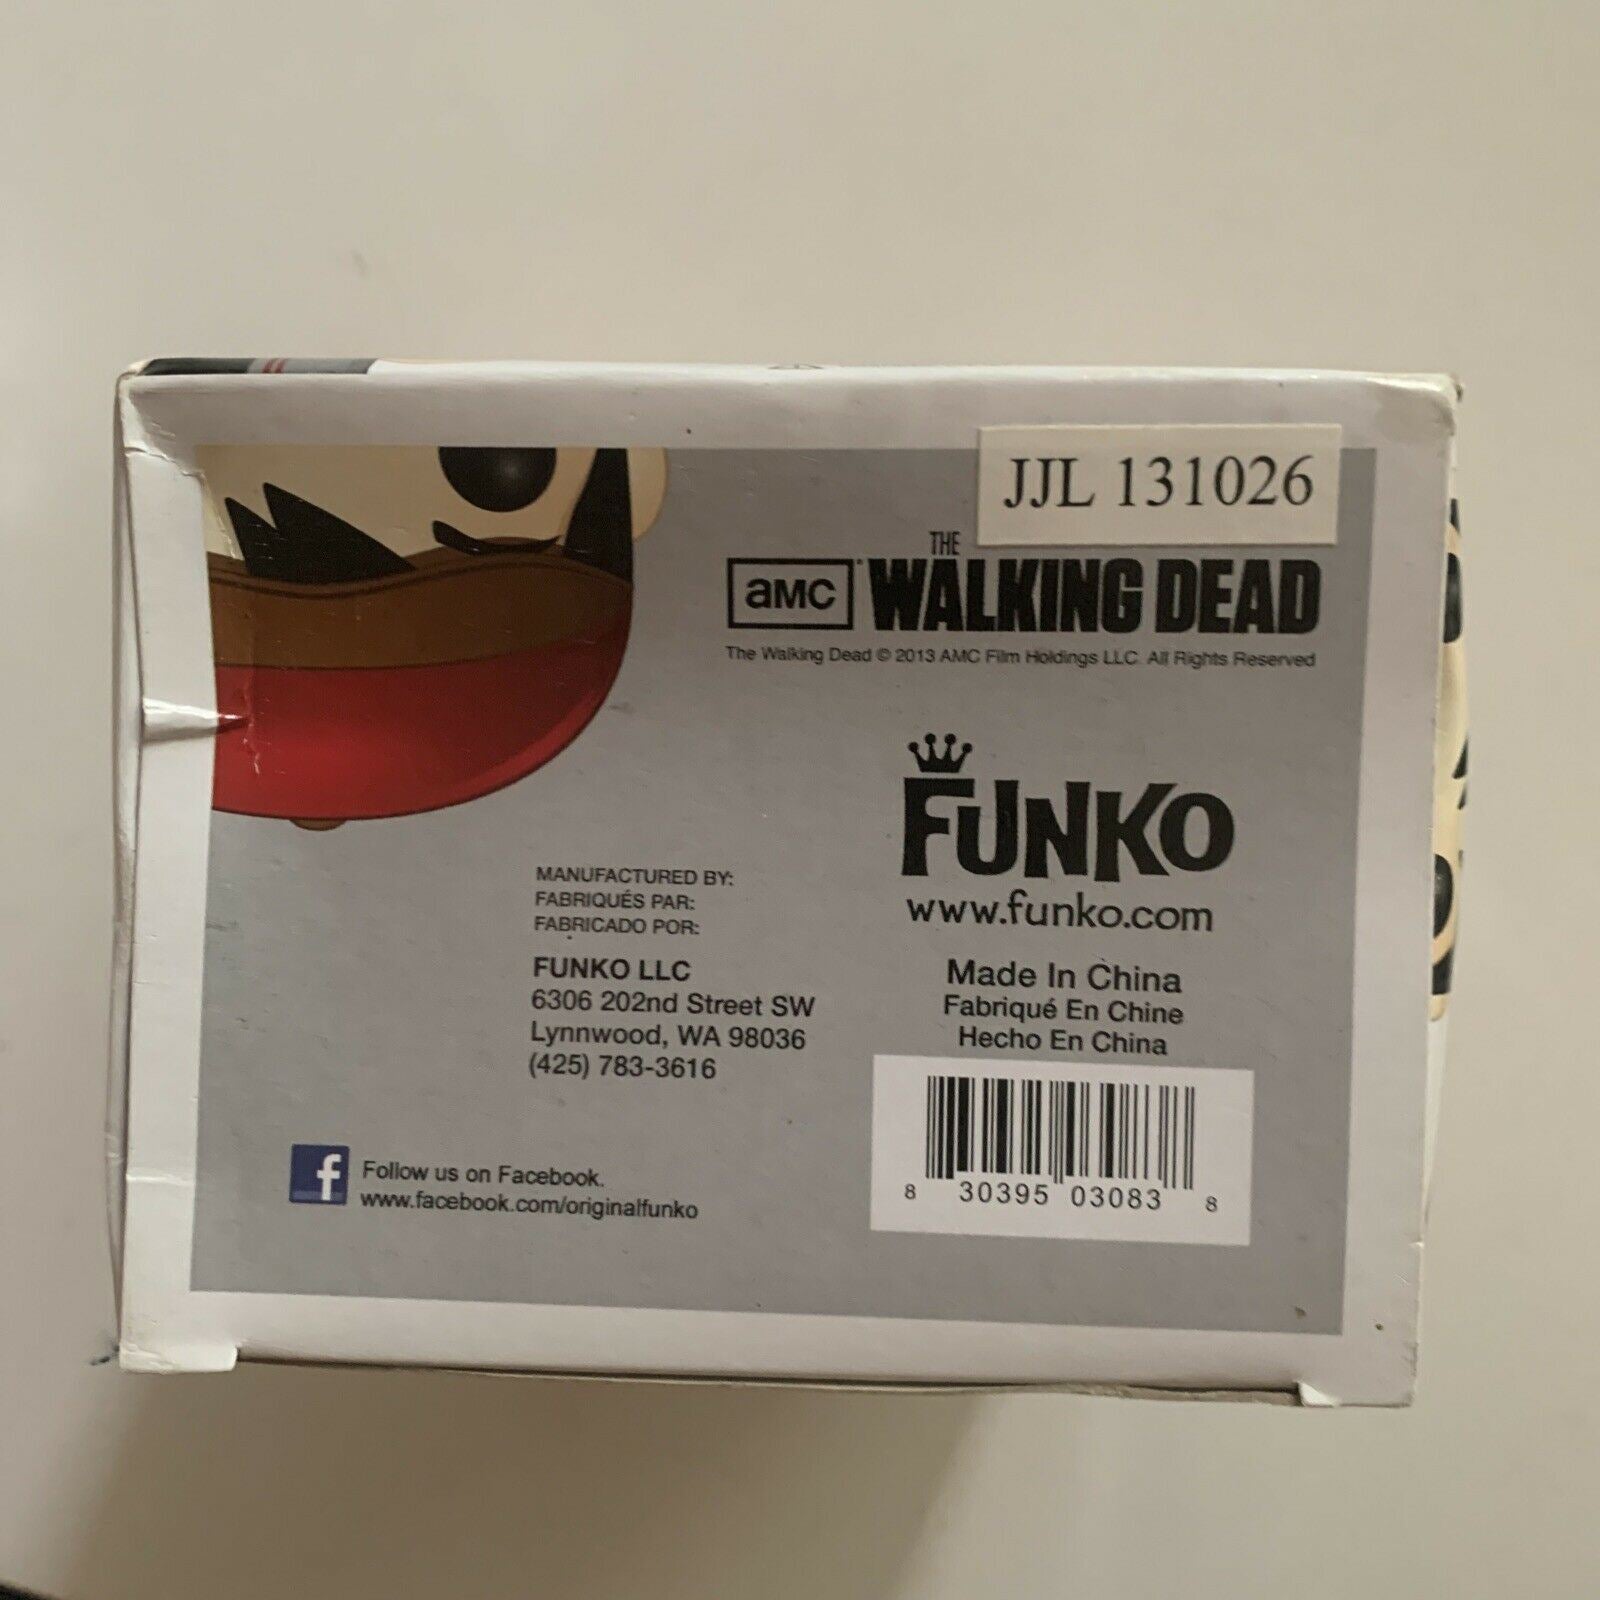 JJL 131026
THE
aMC WALKING DEAD
The Walking Dead © 2013 AMC Film Holdings LLC. All Rights Reserved
FUNKO
www.funko.com
MANUFACTURED BY:
FABRIQUÉS PAR:
FABRICADO POR:
FUNKO LLC
6306 202nd Street SW
Lynnwood, WA 98036
(425) 783-3616
Made In China
Fabriqué En Chine
Hecho En China
8 30395 03083 8
f Follow us on Facebook.
www.facebook.com/originalfunko